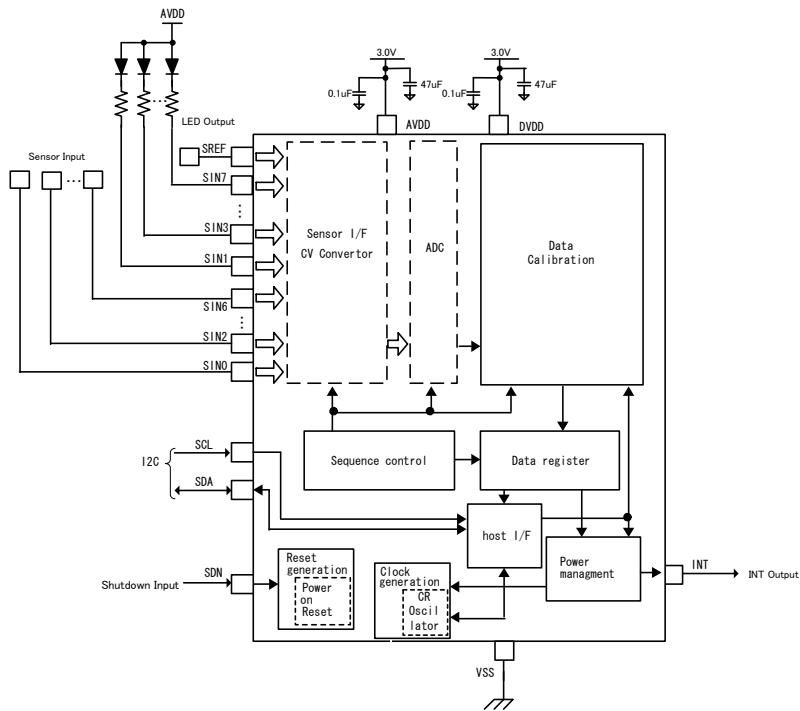 AVDD
3.0V
3.0V
0.1uF
47uF
0.1uF
47uF
LED Output
AVDD
DVDD
Sensor Input
SREF
SIN7
SIN3
SIN1
SIN6
SIN2
SIN0
Sensor I/F
CV Convertor
ADC
Data
Calibration
I2C
SCL
SDA
Sequence control
Data register
host I/F
Power
managment
INT
INT Output
Shutdown Input
SDN
Reset
generation
Power
on
Reset
Clock
generation
CR
Oscil
lator
VSS